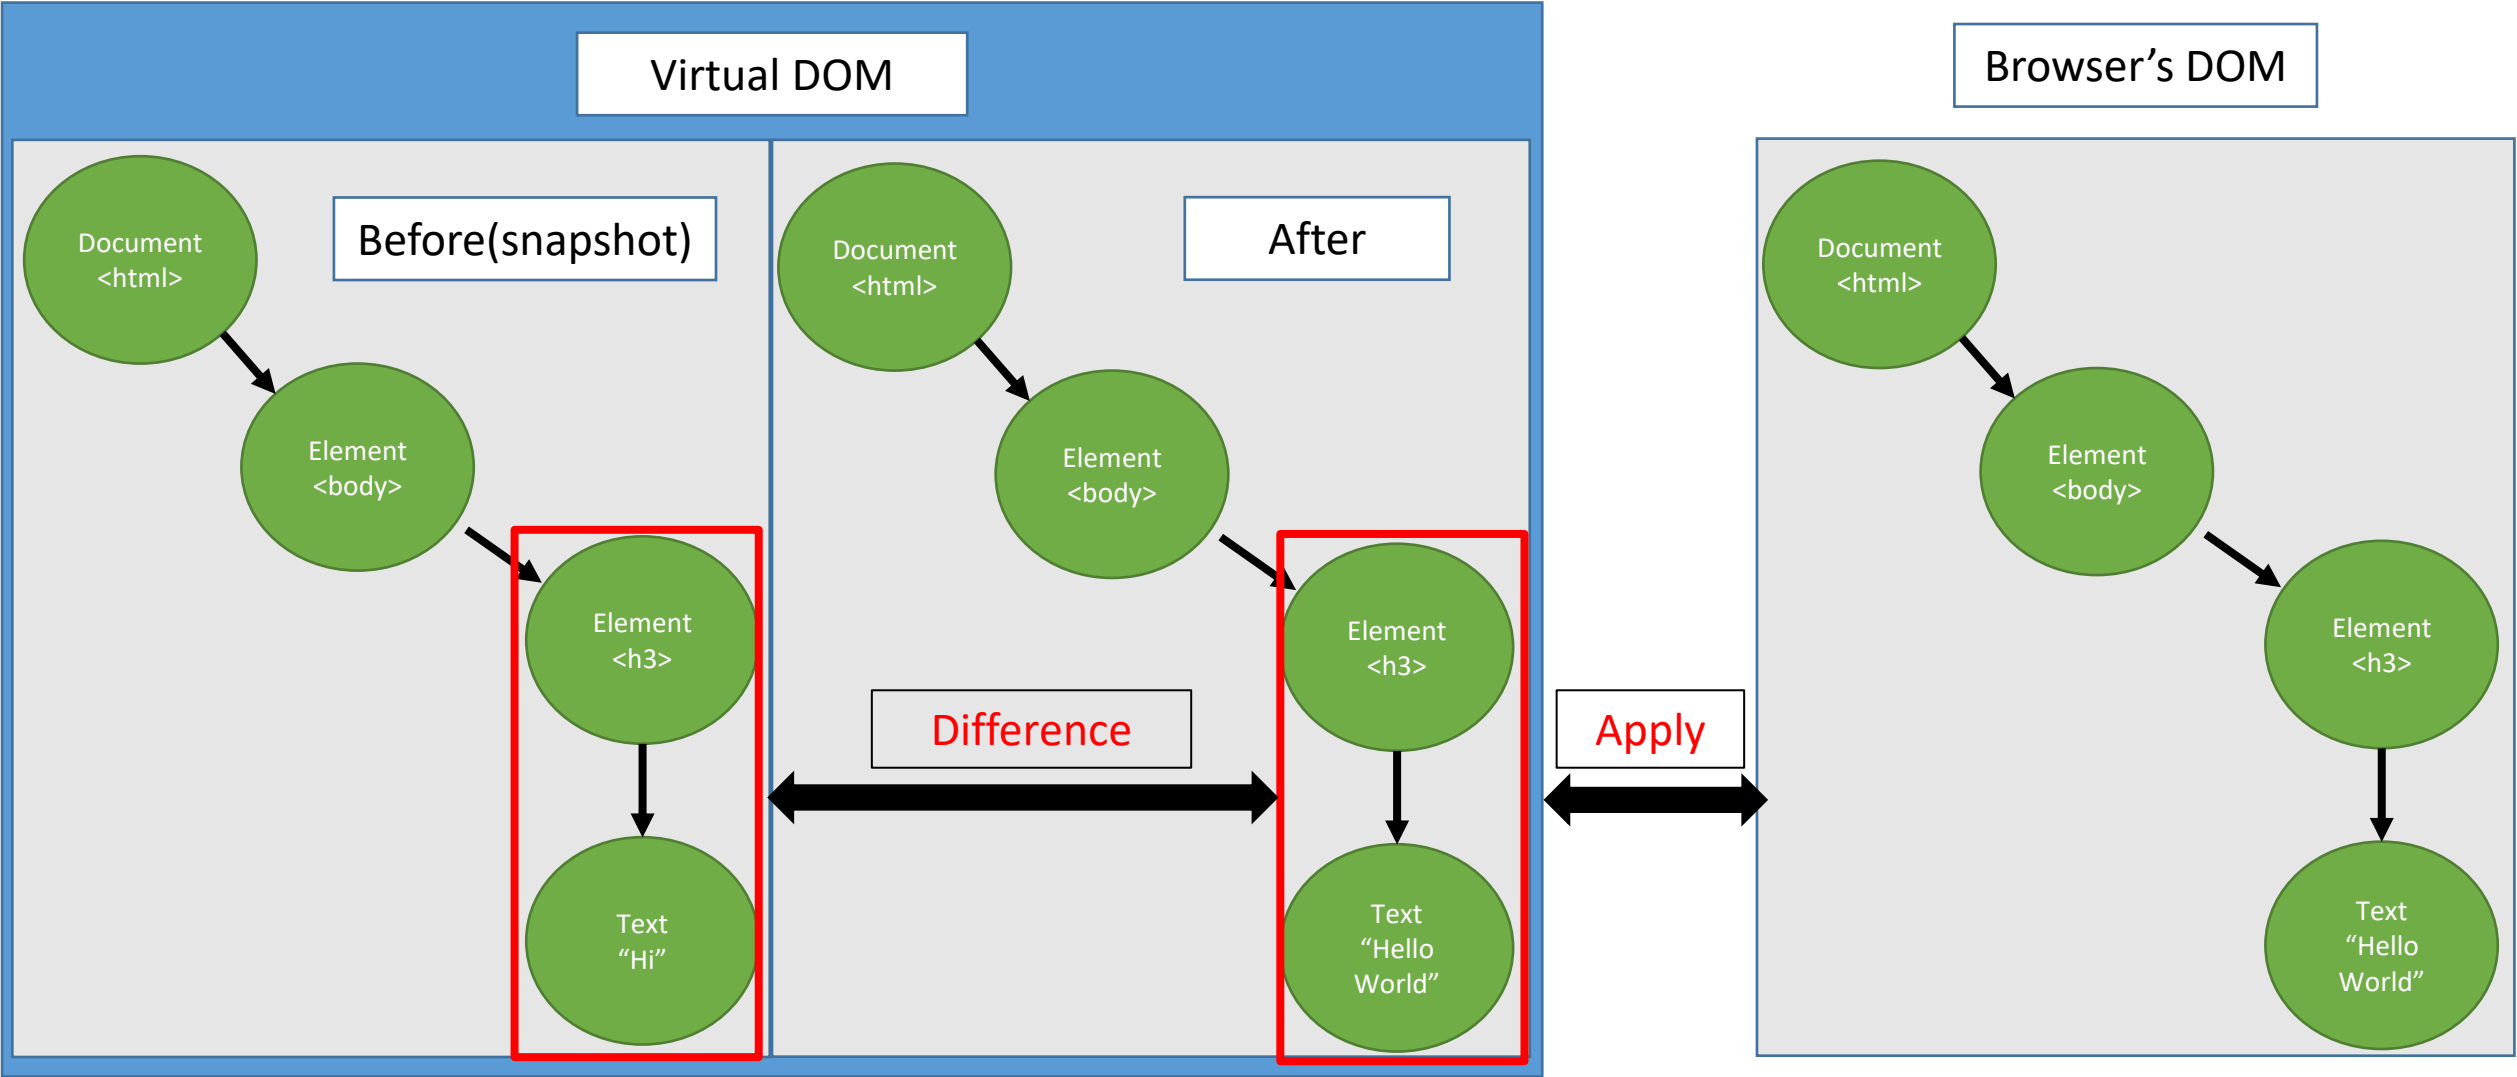 Virtual DOM
Before(snapshot)
Document
<html>
Element
<body>
Element
<h3>
Text
“Hi”
After
Document
<html>
Element
<body>
Element
<h3>
Text
“Hello
World”
Difference
Apply
Browser’s DOM
Document
<html>
Element
<body>
Element
<h3>
Text
“Hello
World”